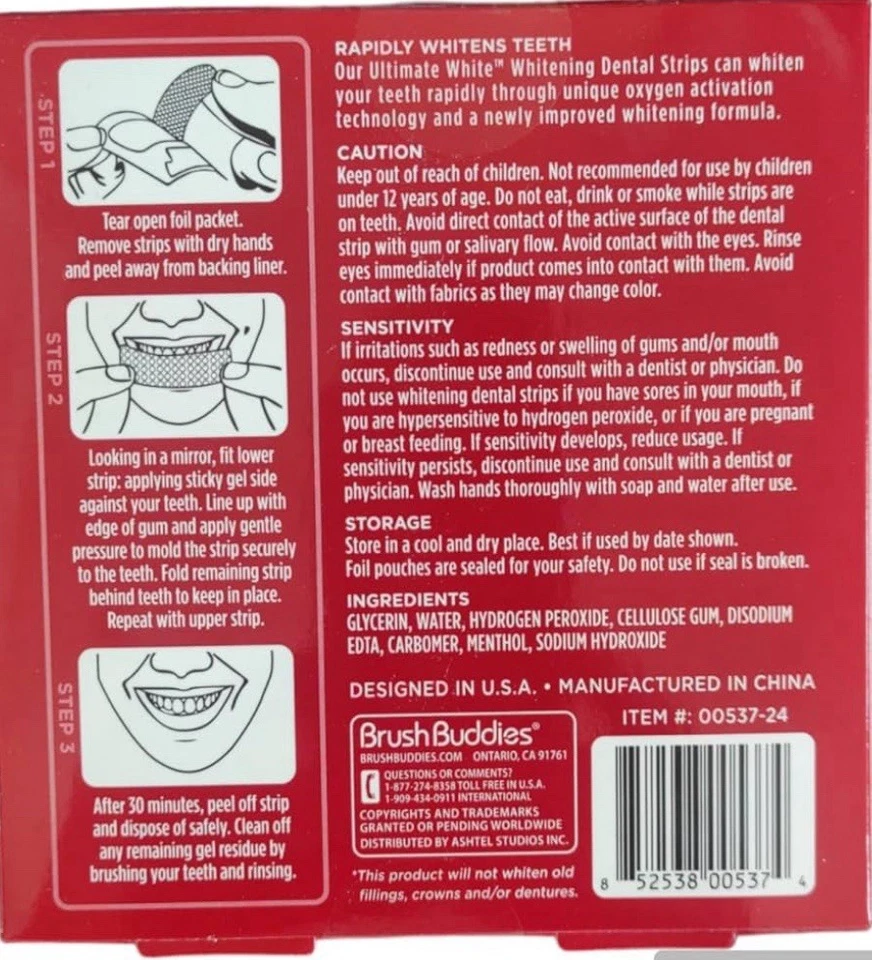 STEP 1
Tear open foil packet.
Remove strips with dry hands
and peel away from backing liner.
STEP 2
Looking in a mirror, fit lower
strip: applying sticky gel side
against your teeth. Line up with
edge of gum and apply gentle
pressure to mold the strip securely
to the teeth. Fold remaining strip
behind teeth to keep in place.
Repeat with upper strip.
STEP 3
After 30 minutes, peel off strip
and dispose of safely. Clean off
any remaining gel residue by
brushing your teeth and rinsing.
RAPIDLY WHITENS TEETH
Our Ultimate White™ Whitening Dental Strips can whiten
your teeth rapidly through unique oxygen activation
technology and a newly improved whitening formula.
CAUTION
Keep out of reach of children. Not recommended for use by children
under 12 years of age. Do not eat, drink or smoke while strips are
on teeth. Avoid direct contact of the active surface of the dental
strip with gum or salivary flow. Avoid contact with the eyes. Rinse
eyes immediately if product comes into contact with them. Avoid
contact with fabrics as they may change color.
SENSITIVITY
If irritations such as redness or swelling of gums and/or mouth
occurs, discontinue use and consult with a dentist or physician. Do
not use whitening dental strips if you have sores in your mouth, if
you are hypersensitive to hydrogen peroxide, or if you are pregnant
or breast feeding. If sensitivity develops, reduce usage. If
sensitivity persists, discontinue use and consult with a dentist or
physician. Wash hands thoroughly with soap and water after use.
STORAGE
Store in a cool and dry place. Best if used by date shown.
Foil pouches are sealed for your safety. Do not use if seal is broken.
INGREDIENTS
GLYCERIN, WATER, HYDROGEN PEROXIDE, CELLULOSE GUM, DISODIUM
EDTA, CARBOMER, MENTHOL, SODIUM HYDROXIDE
DESIGNED IN U.S.A. • MANUFACTURED IN CHINA
ITEM #: 00537-24
BrushBuddies®
BRUSHBUDDIES.COM ONTARIO, CA 91761
QUESTIONS OR COMMENTS?
1-877-274-8358 TOLL FREE IN U.S.A.
1-909-434-0911 INTERNATIONAL
COPYRIGHTS AND TRADEMARKS
GRANTED OR PENDING WORLDWIDE
DISTRIBUTED BY ASHTEL STUDIOS INC.
*This product will not whiten old
fillings, crowns and/or dentures.
8 52538 00537 4